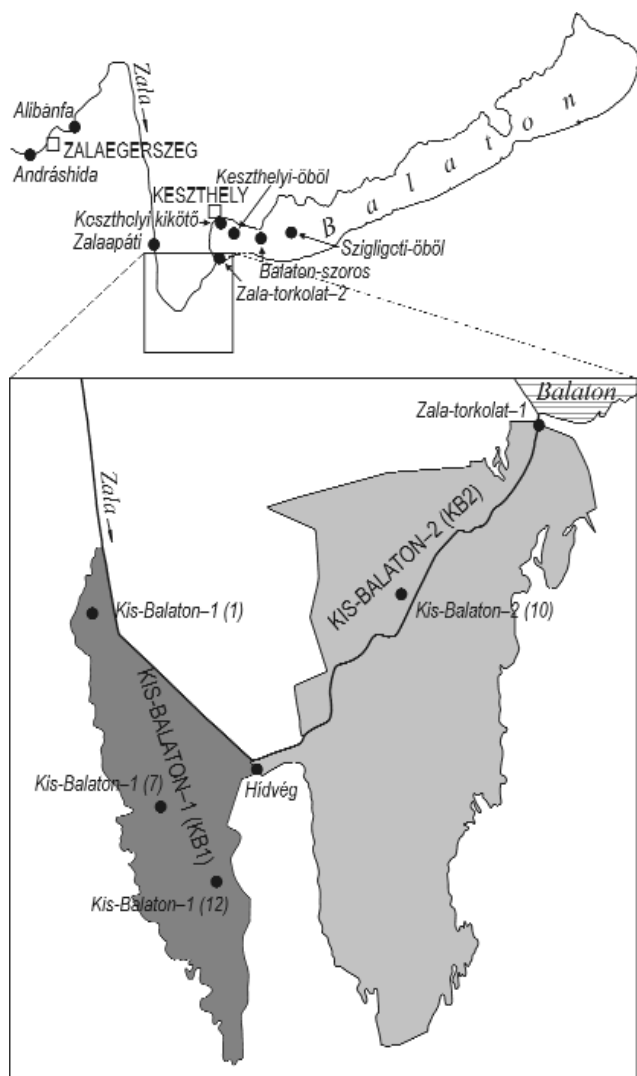 Zala
Alibánfa
ZALAEGERSZEG
Andráshida
Keszthelyi-öböl
KESZTHELY
Balaton
Koszthclyi kikötő
Zalaapáti
Szigligcti-öböl
Balaton-szoros
Zala-torkolat–2
Balaton
Zala-torkolat–1
Zala
KIS-BALATON–2 (KB2)
Kis-Balaton–1 (1)
Kis-Balaton–2 (10)
KIS-BALATON–1 (KB1)
Kis-Balaton–1 (7)
Hídvég
Kis-Balaton–1 (12)